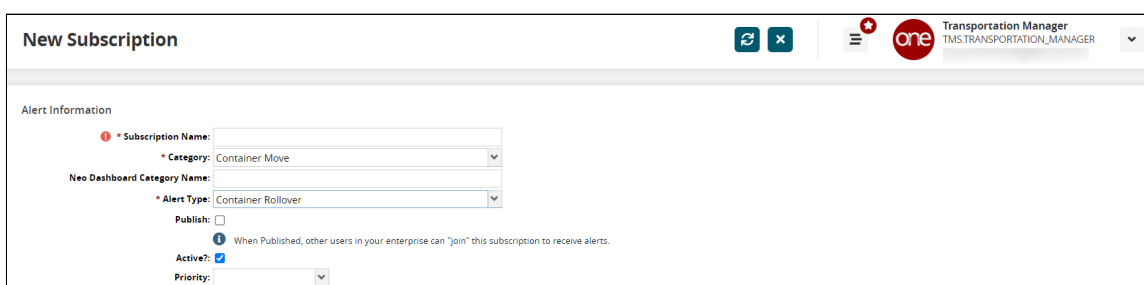 New Subscription
one
Transportation Manager
TMS.TRANSPORTATION_MANAGER
Alert Information
* Subscription Name:
* Category: Container Move
Neo Dashboard Category Name:
* Alert Type: Container Rollover
Publish:
When Published, other users in your enterprise can "join" this subscription to receive alerts.
Active?:
Priority: